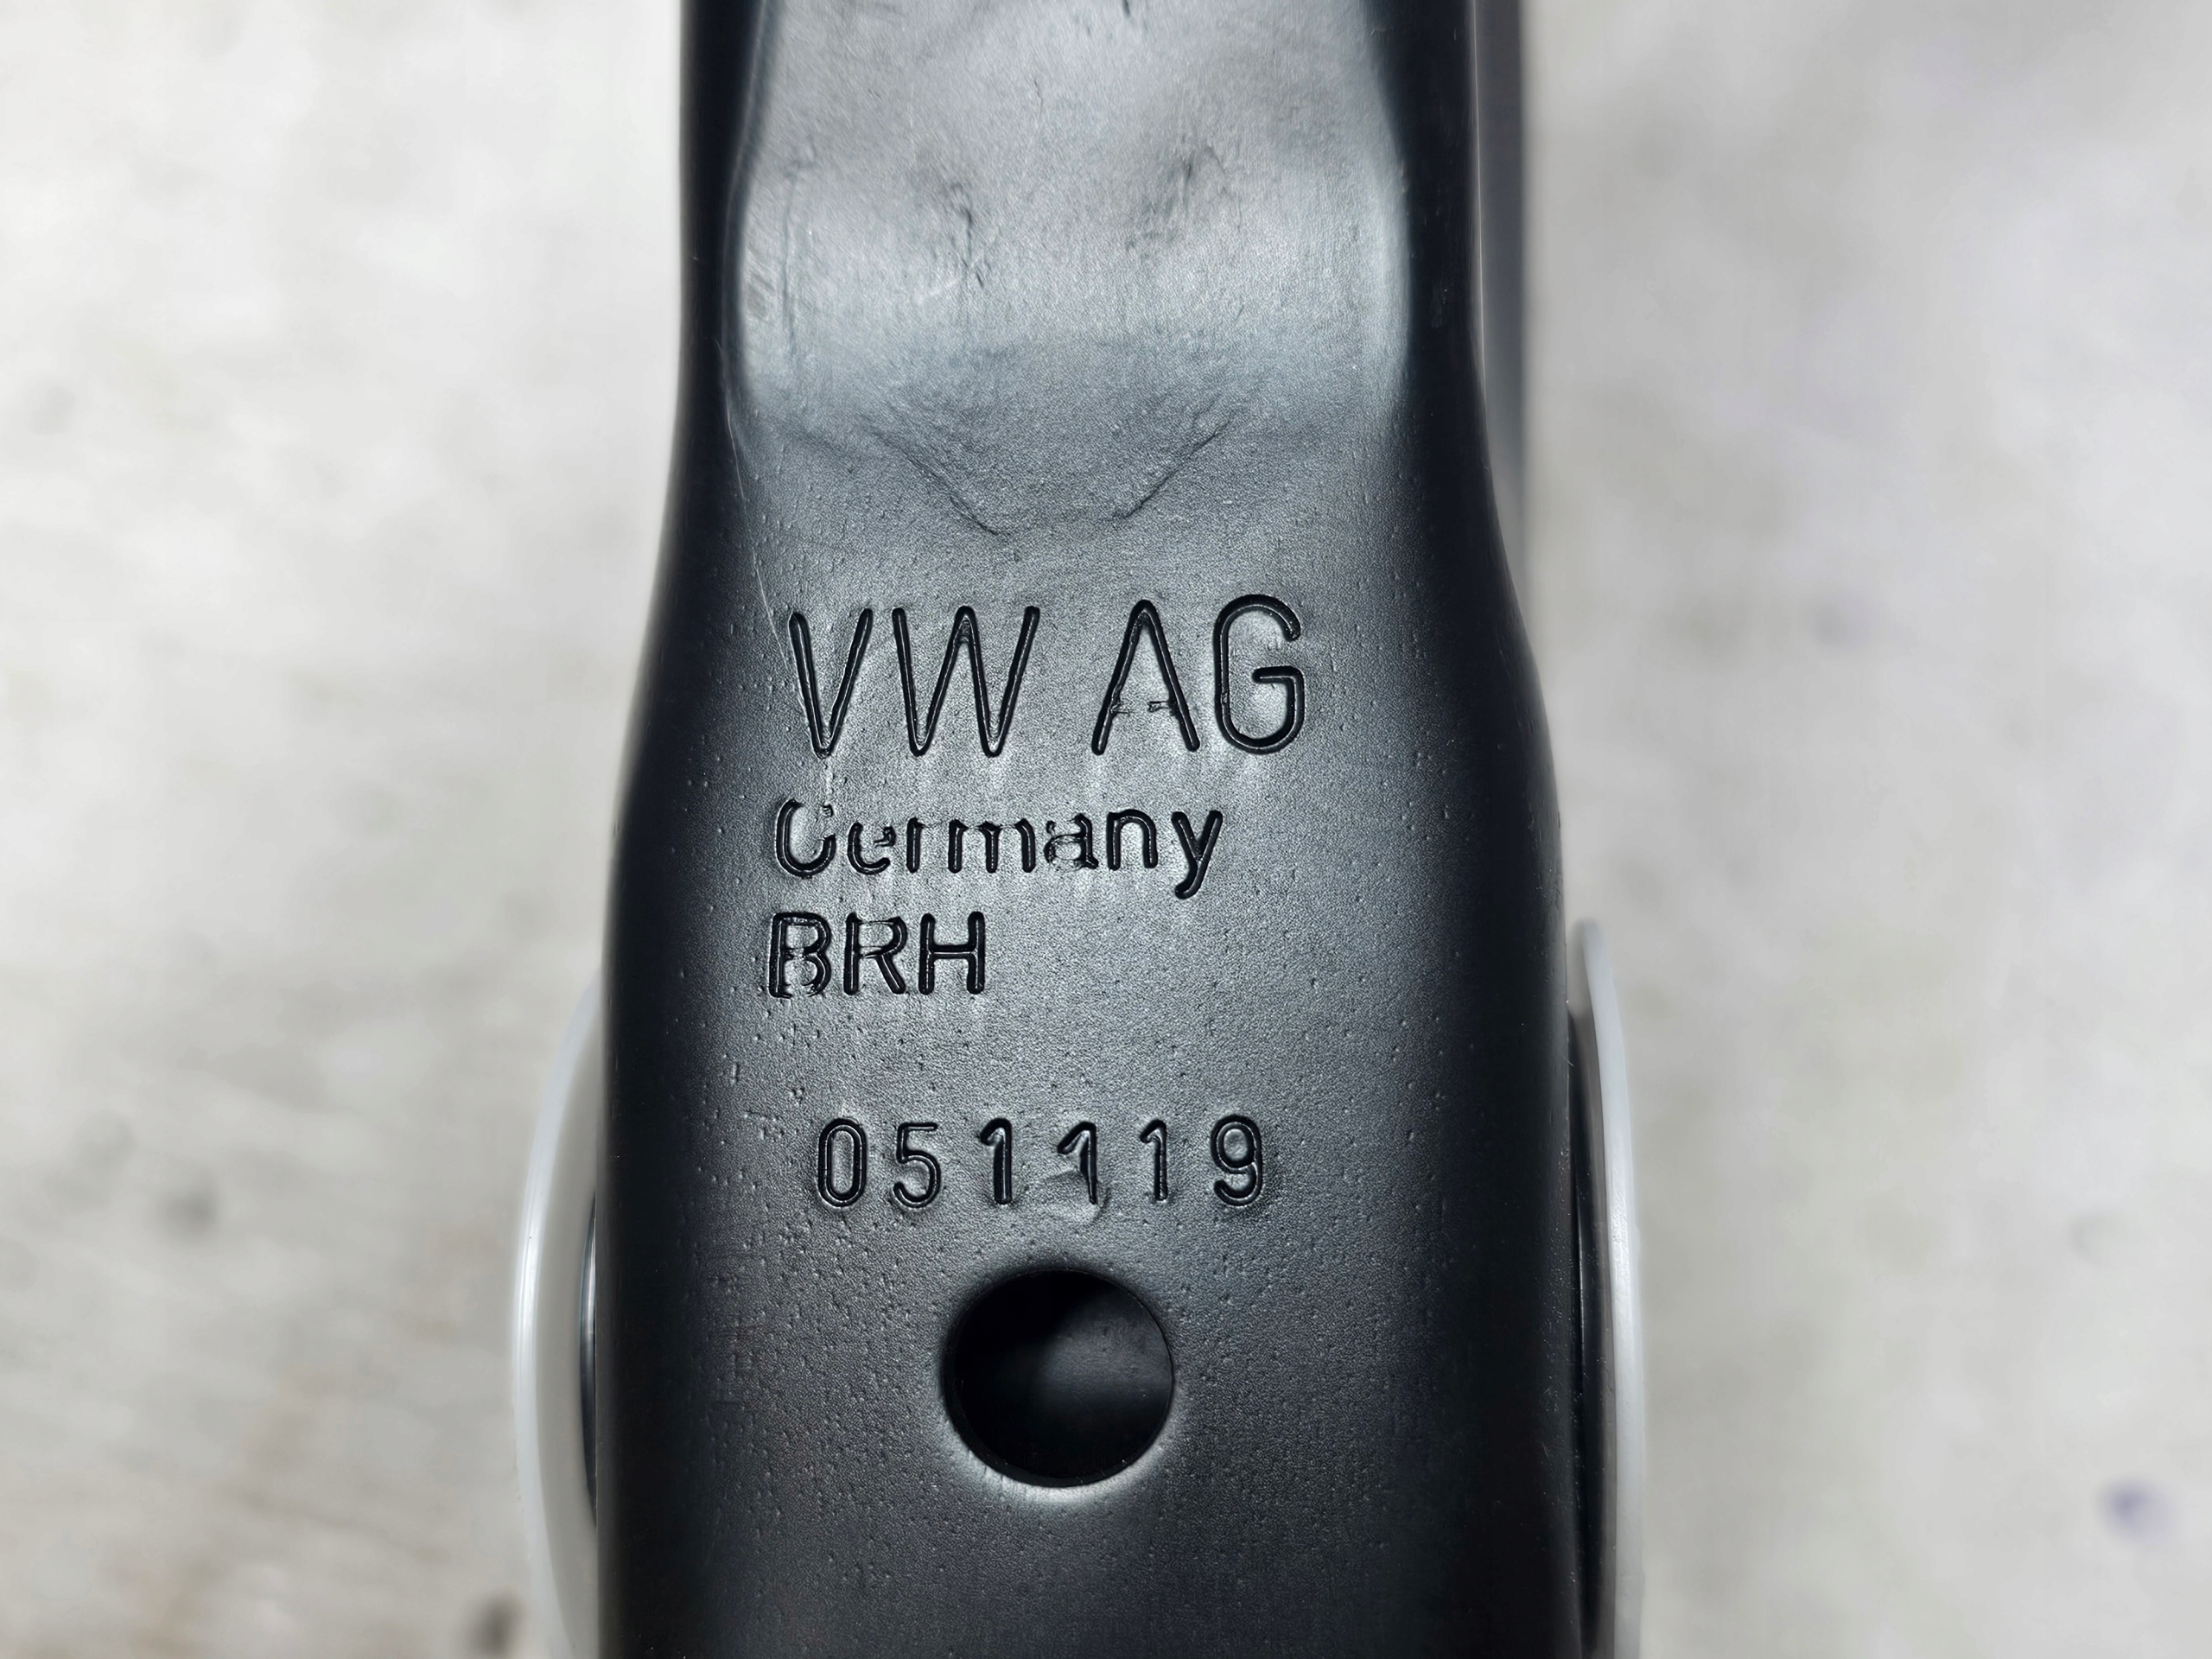 VW AG
Germany
BRH
051119